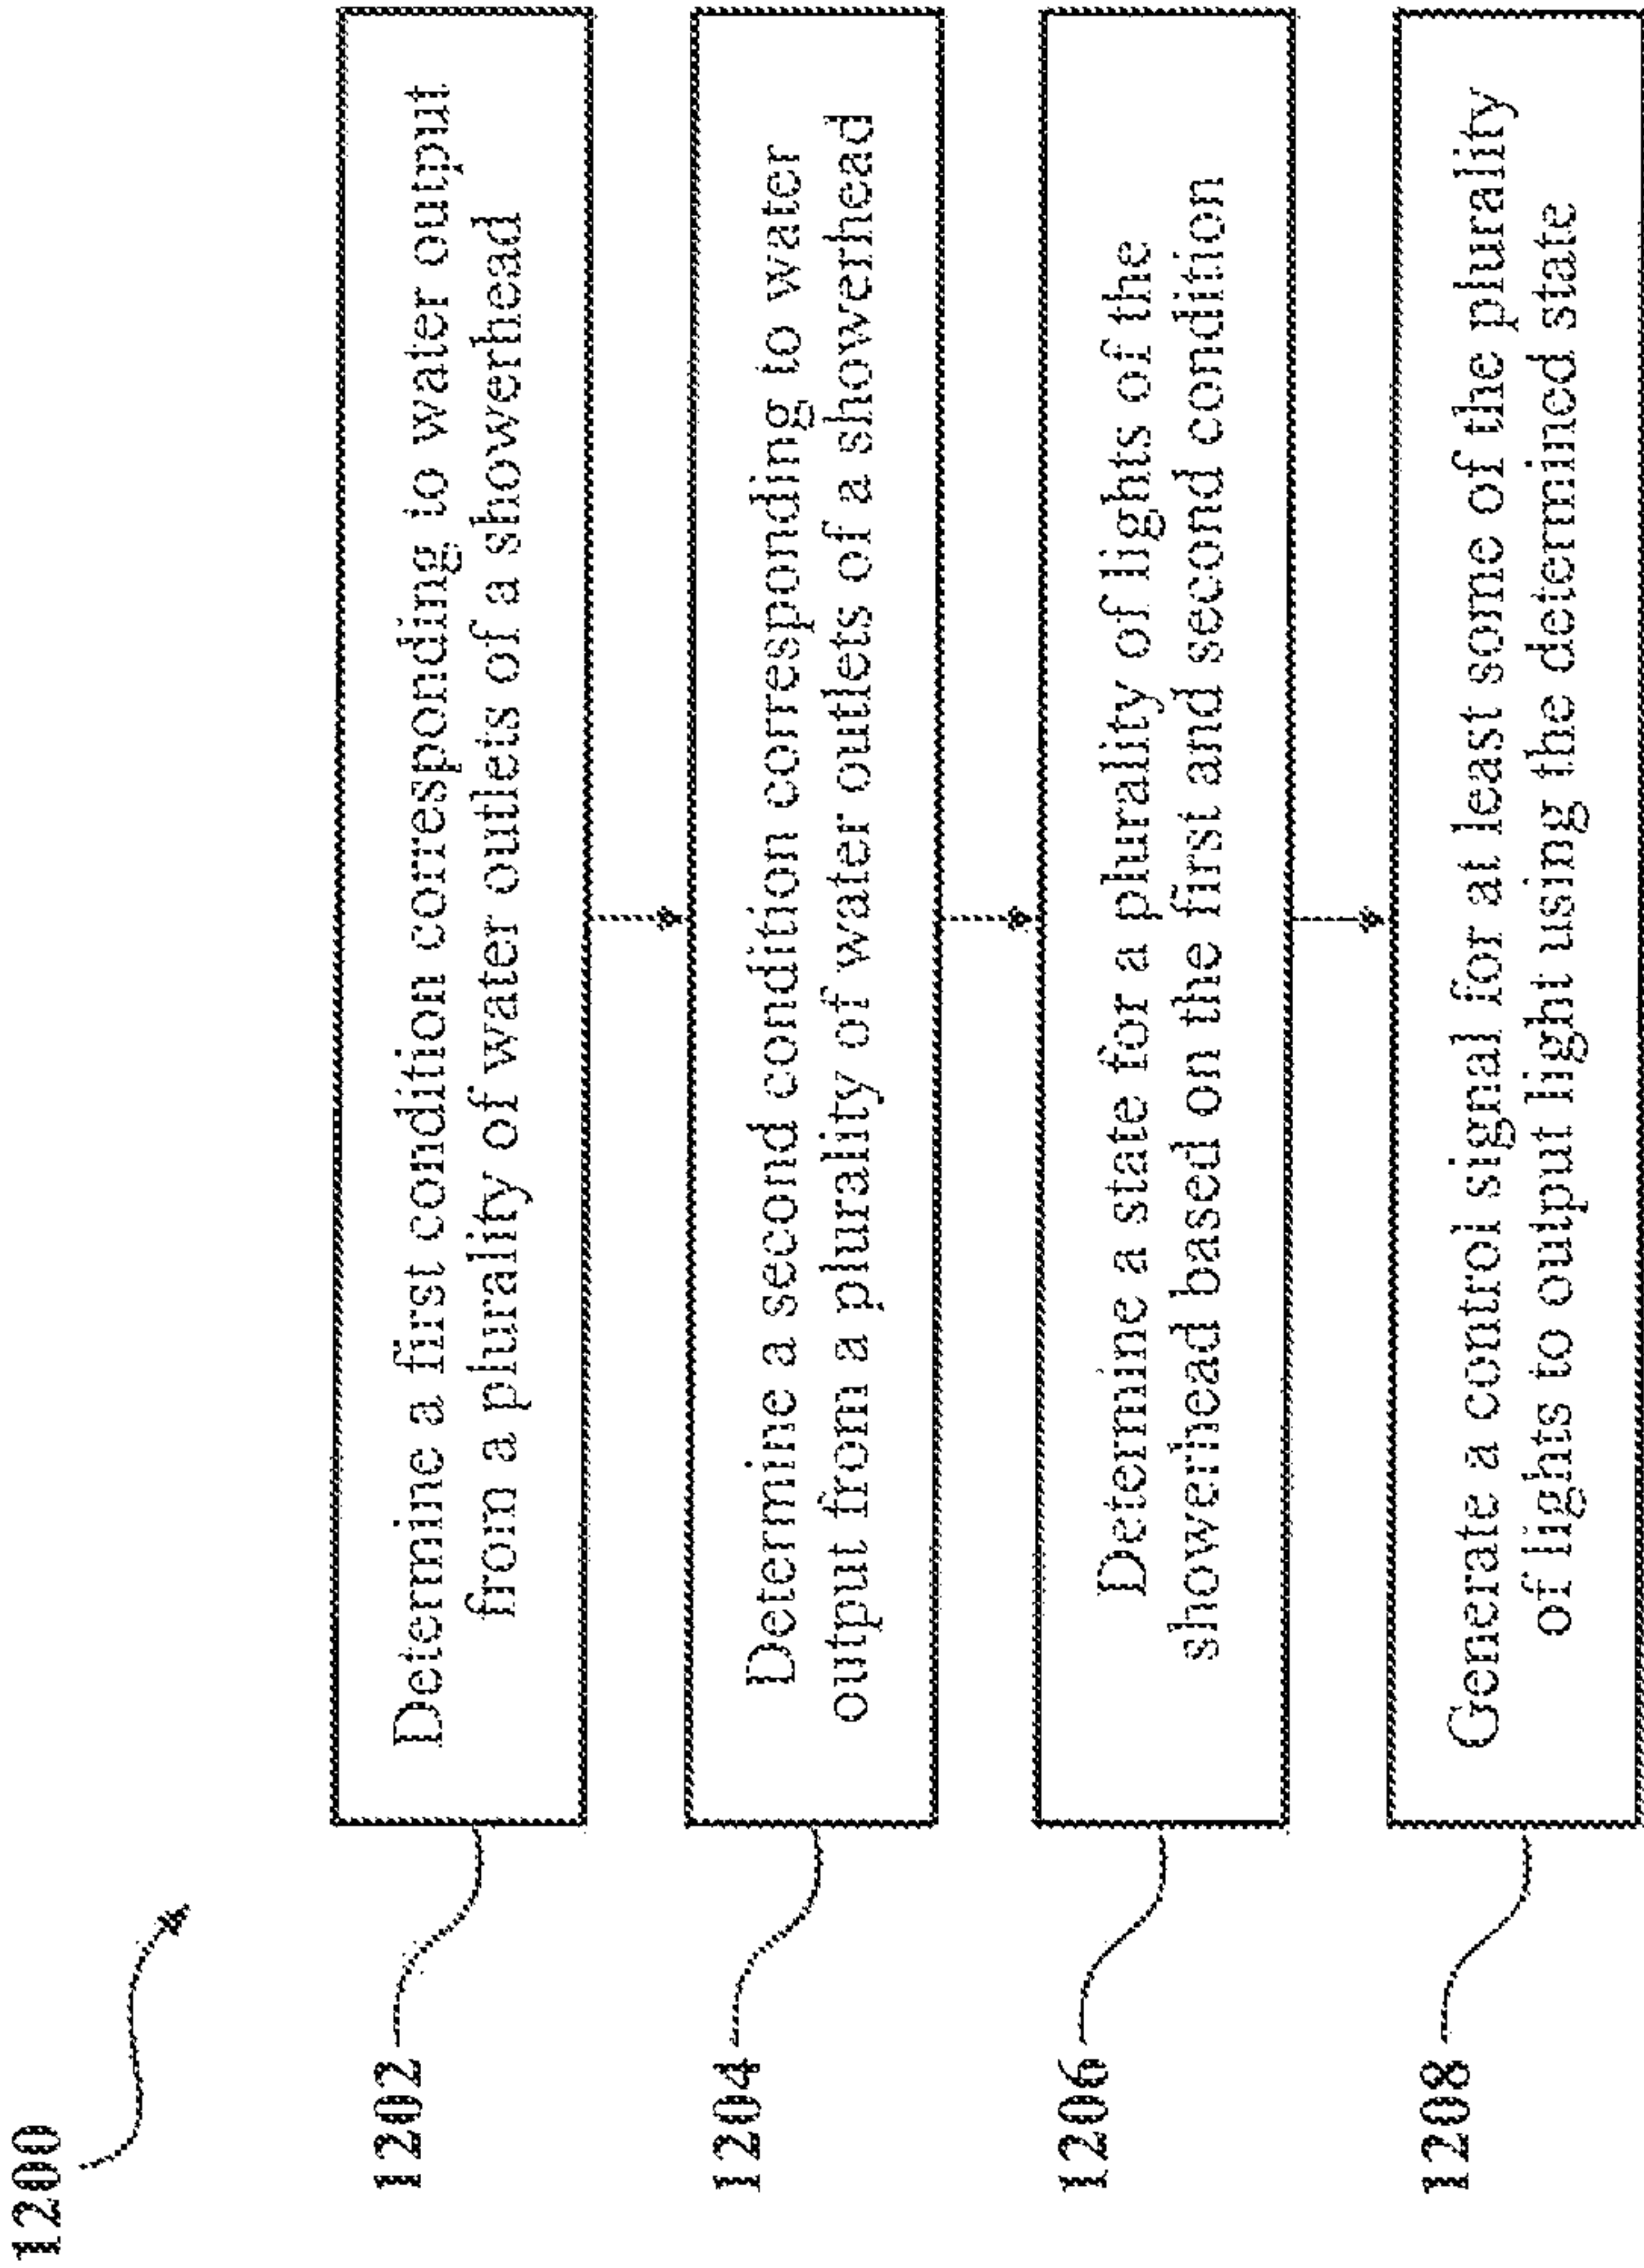 1200
1202
Determine a first condition corresponding to water output
from a plurality of water outlets of a showerhead
1204
Determine a second condition corresponding to water
output from a plurality of water outlets of a showerhead
1206
Determine a state for a plurality of lights of the
showerhead based on the first and second condition
1208
Generate a control signal for at least some of the plurality
of lights to output light using the determined state